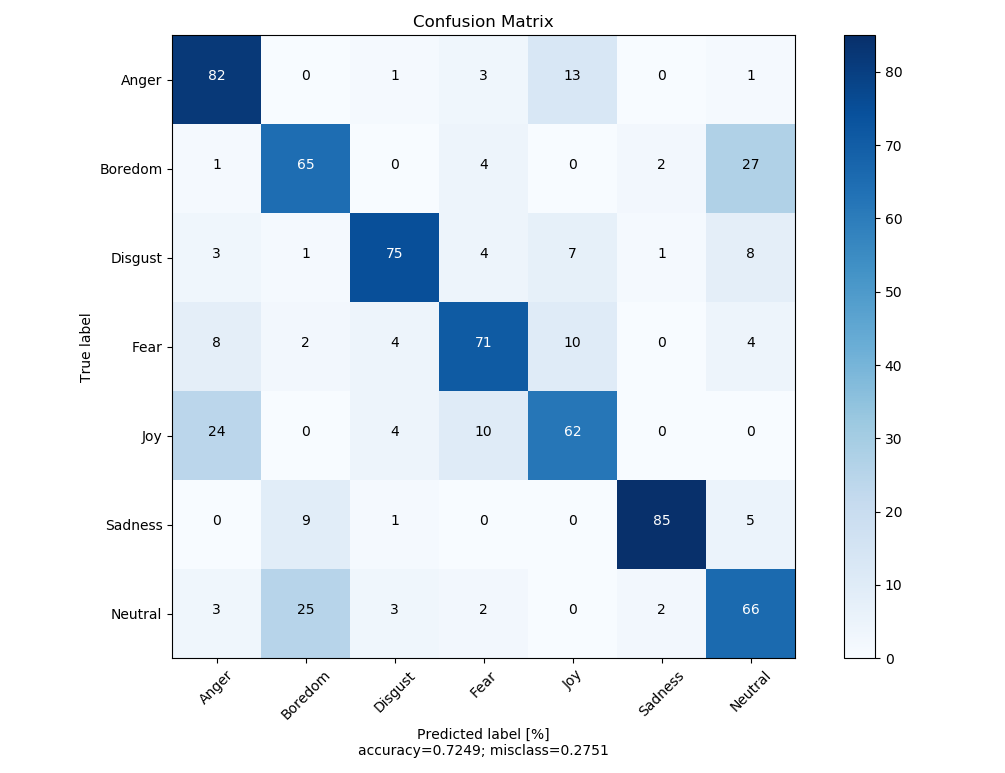 Confusion Matrix
Anger 82 0 1 3 13 0 1
Boredom 1 65 0 4 0 2 27
Disgust 3 1 75 4 7 1 8
Fear 8 2 4 71 10 0 4
Joy 24 0 4 10 62 0 0
Sadness 0 9 1 0 0 85 5
Neutral 3 25 3 2 0 2 66
True label
Anger Boredom Disgust Fear Joy Sadness Neutral
Predicted label [%]
accuracy=0.7249; misclass=0.2751
80
70
60
50
40
30
20
10
0